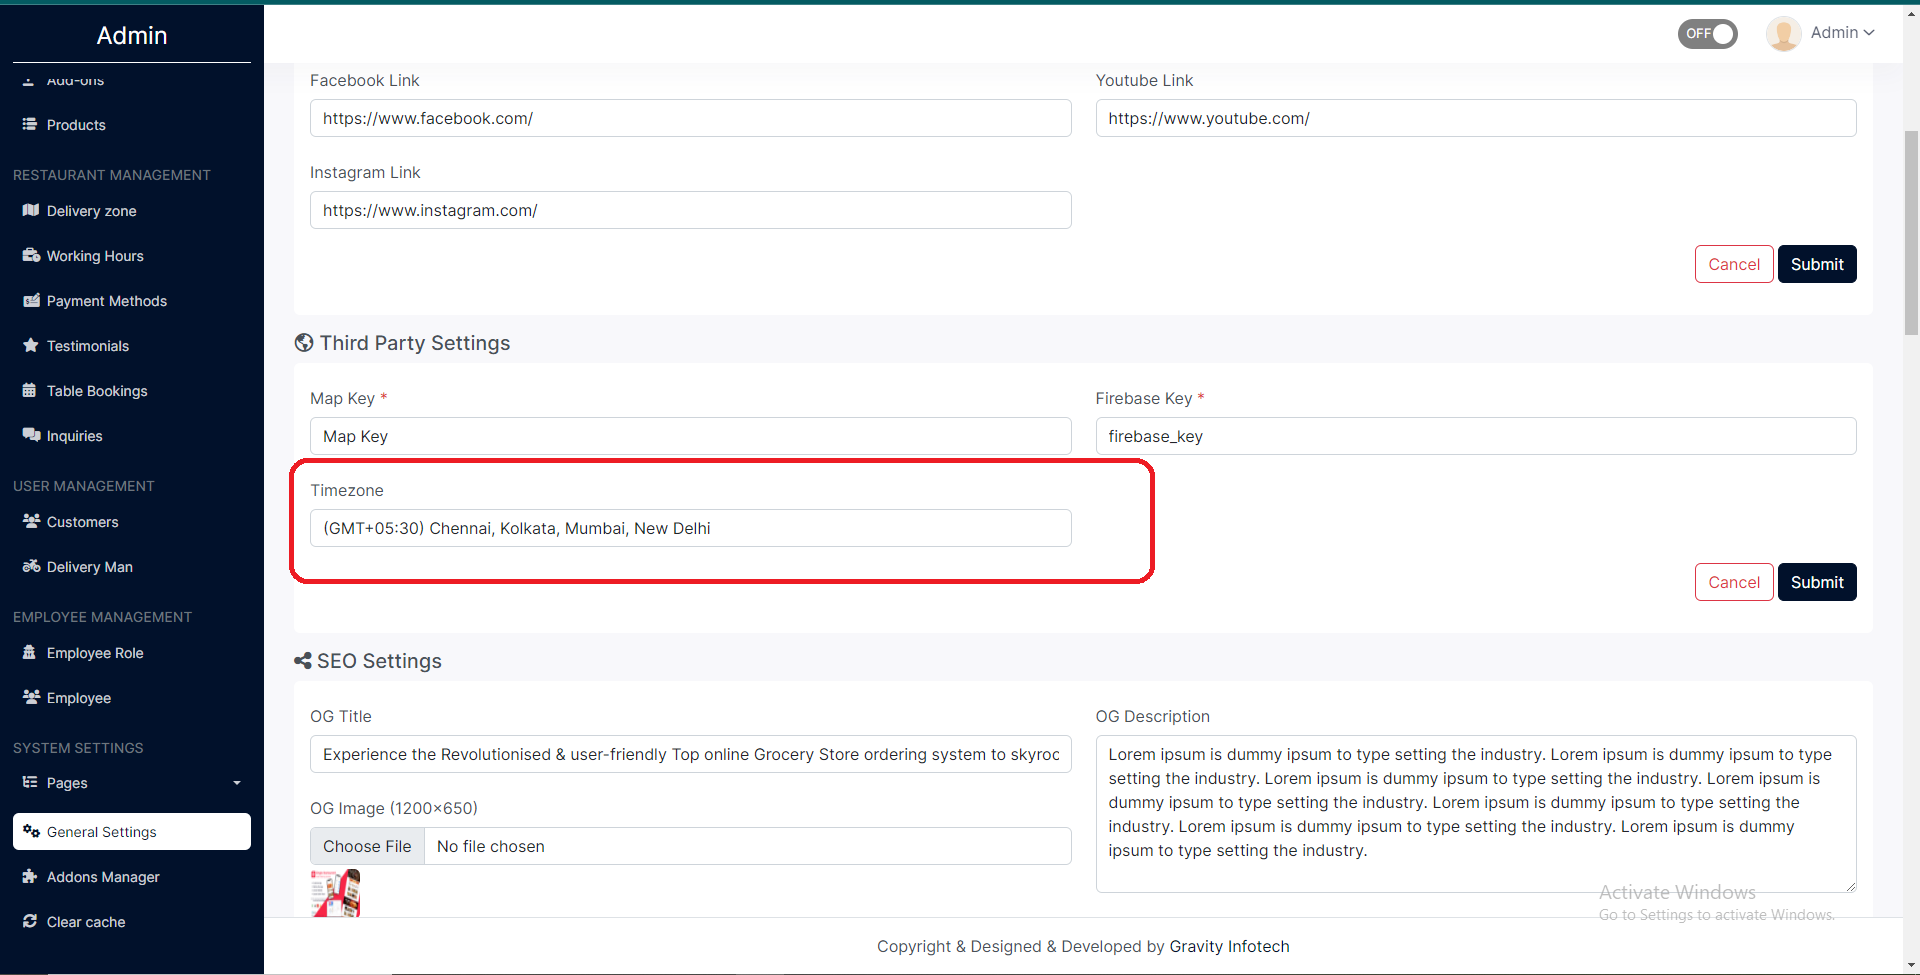 Admin
Add-ons
Products
RESTAURANT MANAGEMENT
Delivery zone
Working Hours
Payment Methods
Testimonials
Table Bookings
Inquiries
USER MANAGEMENT
Customers
Delivery Man
EMPLOYEE MANAGEMENT
Employee Role
Employee
SYSTEM SETTINGS
Pages
General Settings
Addons Manager
Clear cache
OFF
Admin
Facebook Link
https://www.facebook.com/
Youtube Link
https://www.youtube.com/
Instagram Link
https://www.instagram.com/
Cancel Submit
Third Party Settings
Map Key *
Map Key
Firebase Key *
firebase_key
Timezone
(GMT+05:30) Chennai, Kolkata, Mumbai, New Delhi
Cancel Submit
SEO Settings
OG Title
Experience the Revolutionised & user-friendly Top online Grocery Store ordering system to skyroc
OG Description
Lorem ipsum is dummy ipsum to type setting the industry. Lorem ipsum is dummy ipsum to type
setting the industry. Lorem ipsum is dummy ipsum to type setting the industry. Lorem ipsum is
dummy ipsum to type setting the industry. Lorem ipsum is dummy ipsum to type setting the
industry. Lorem ipsum is dummy ipsum to type setting the industry. Lorem ipsum is dummy
ipsum to type setting the industry.
OG Image (1200×650)
Choose File No file chosen
Activate Windows
Go to Settings to activate Windows.
Copyright & Designed & Developed by Gravity Infotech